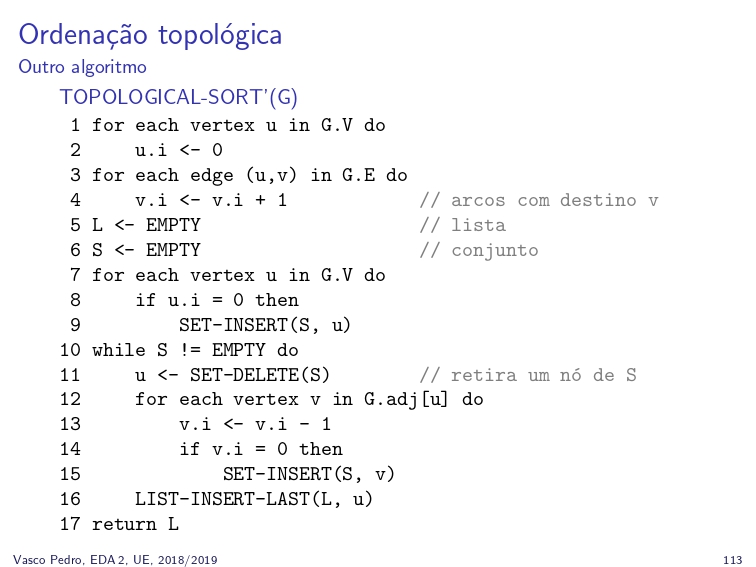 Ordenação topológica
Outro algoritmo
TOPOLOGICAL-SORT'(G)
1 for each vertex u in G.V do
2 u.i <- 0
3 for each edge (u,v) in G.E do
4 v.i <- v.i + 1 // arcos com destino v
5 L <- EMPTY // lista
6 S <- EMPTY // conjunto
7 for each vertex u in G.V do
8 if u.i = 0 then
9 SET-INSERT(S, u)
10 while S != EMPTY do
11 u <- SET-DELETE(S) // retira um nó de S
12 for each vertex v in G.adj[u] do
13 v.i <- v.i - 1
14 if v.i = 0 then
15 SET-INSERT(S, v)
16 LIST-INSERT-LAST(L, u)
17 return L
Vasco Pedro, EDA 2, UE, 2018/2019 113